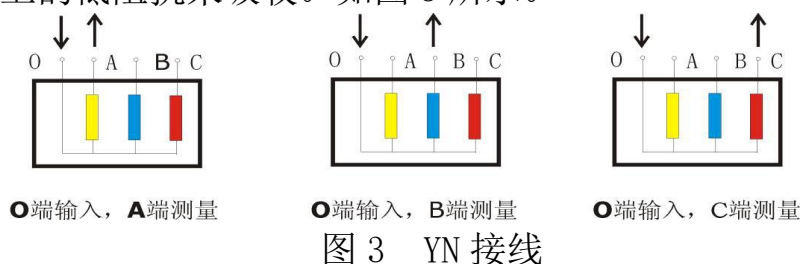 O A B C O A B C O A B C
O端输入，A端测量 O端输入，B端测量 O端输入，C端测量
图 3 YN 接线